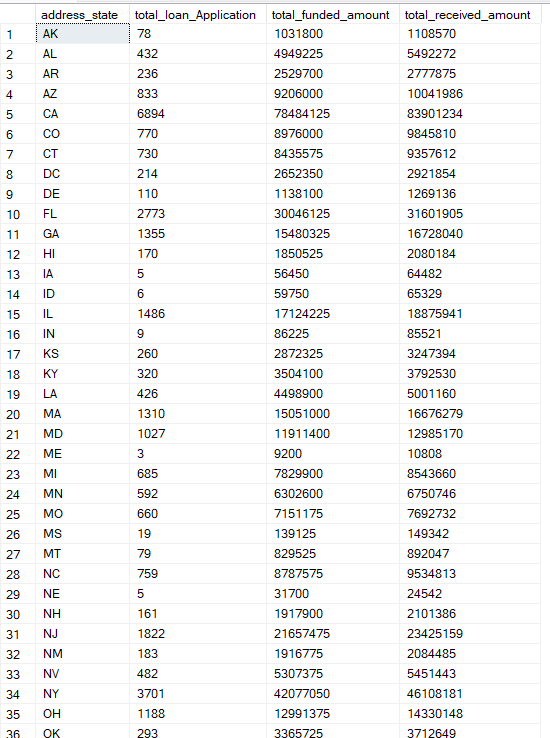 address_state total_loan_Application total_funded_amount total_received_amount
1 AK 78 1031800 1108570
2 AL 432 4949225 5492272
3 AR 236 2529700 2777875
4 AZ 833 9206000 10041986
5 CA 6894 78484125 83901234
6 CO 770 8976000 9845810
7 CT 730 8435575 9357612
8 DC 214 2652350 2921854
9 DE 110 1138100 1269136
10 FL 2773 30046125 31601905
11 GA 1355 15480325 16728040
12 HI 170 1850525 2080184
13 IA 5 56450 64482
14 ID 6 59750 65329
15 IL 1486 17124225 18875941
16 IN 9 86225 85521
17 KS 260 2872325 3247394
18 KY 320 3504100 3792530
19 LA 426 4498900 5001160
20 MA 1310 15051000 16676279
21 MD 1027 11911400 12985170
22 ME 3 9200 10808
23 MI 685 7829900 8543660
24 MN 592 6302600 6750746
25 MO 660 7151175 7692732
26 MS 19 139125 149342
27 MT 79 829525 892047
28 NC 759 8787575 9534813
29 NE 5 31700 24542
30 NH 161 1917900 2101386
31 NJ 1822 21657475 23425159
32 NM 183 1916775 2084485
33 NV 482 5307375 5451443
34 NY 3701 42077050 46108181
35 OH 1188 12991375 14330148
36 OK 293 3365725 3712649